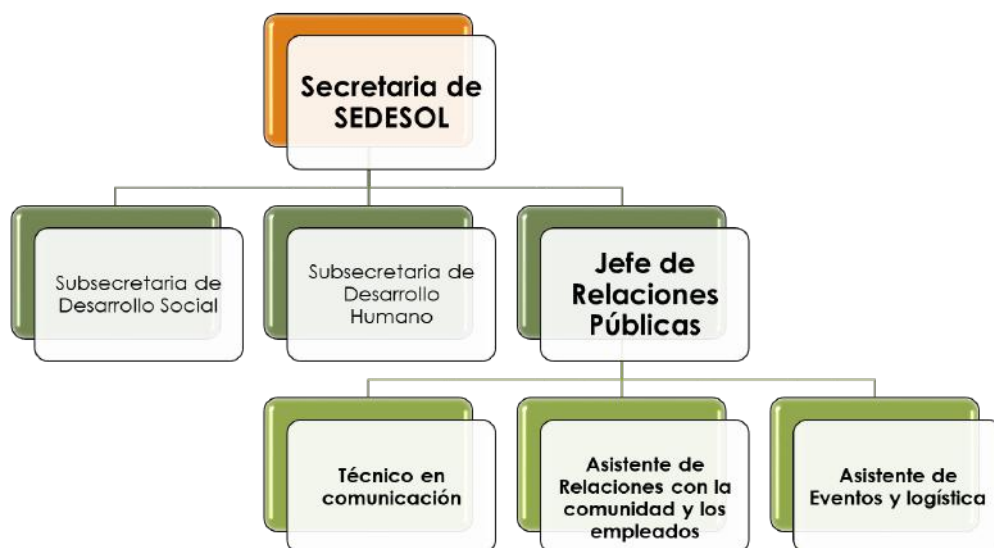 Secretaria de
SEDESOL
Subsecretaria de
Desarrollo Social
Subsecretaria de
Desarrollo
Humano
Jefe de
Relaciones
Públicas
Técnico en
comunicación
Asistente de
Relaciones con la
comunidad y los
empleados
Asistente de
Eventos y logística